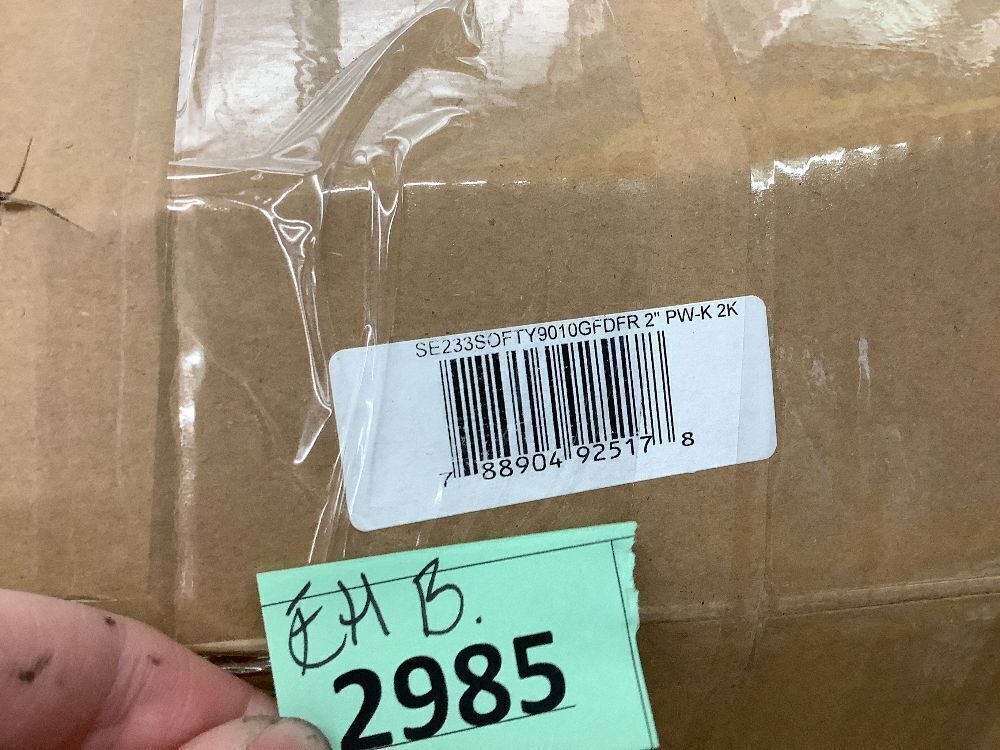 SE233SOFTY9010GFDFR 2" PW-K 2K
7 88904 92517 8
EH B.
2985